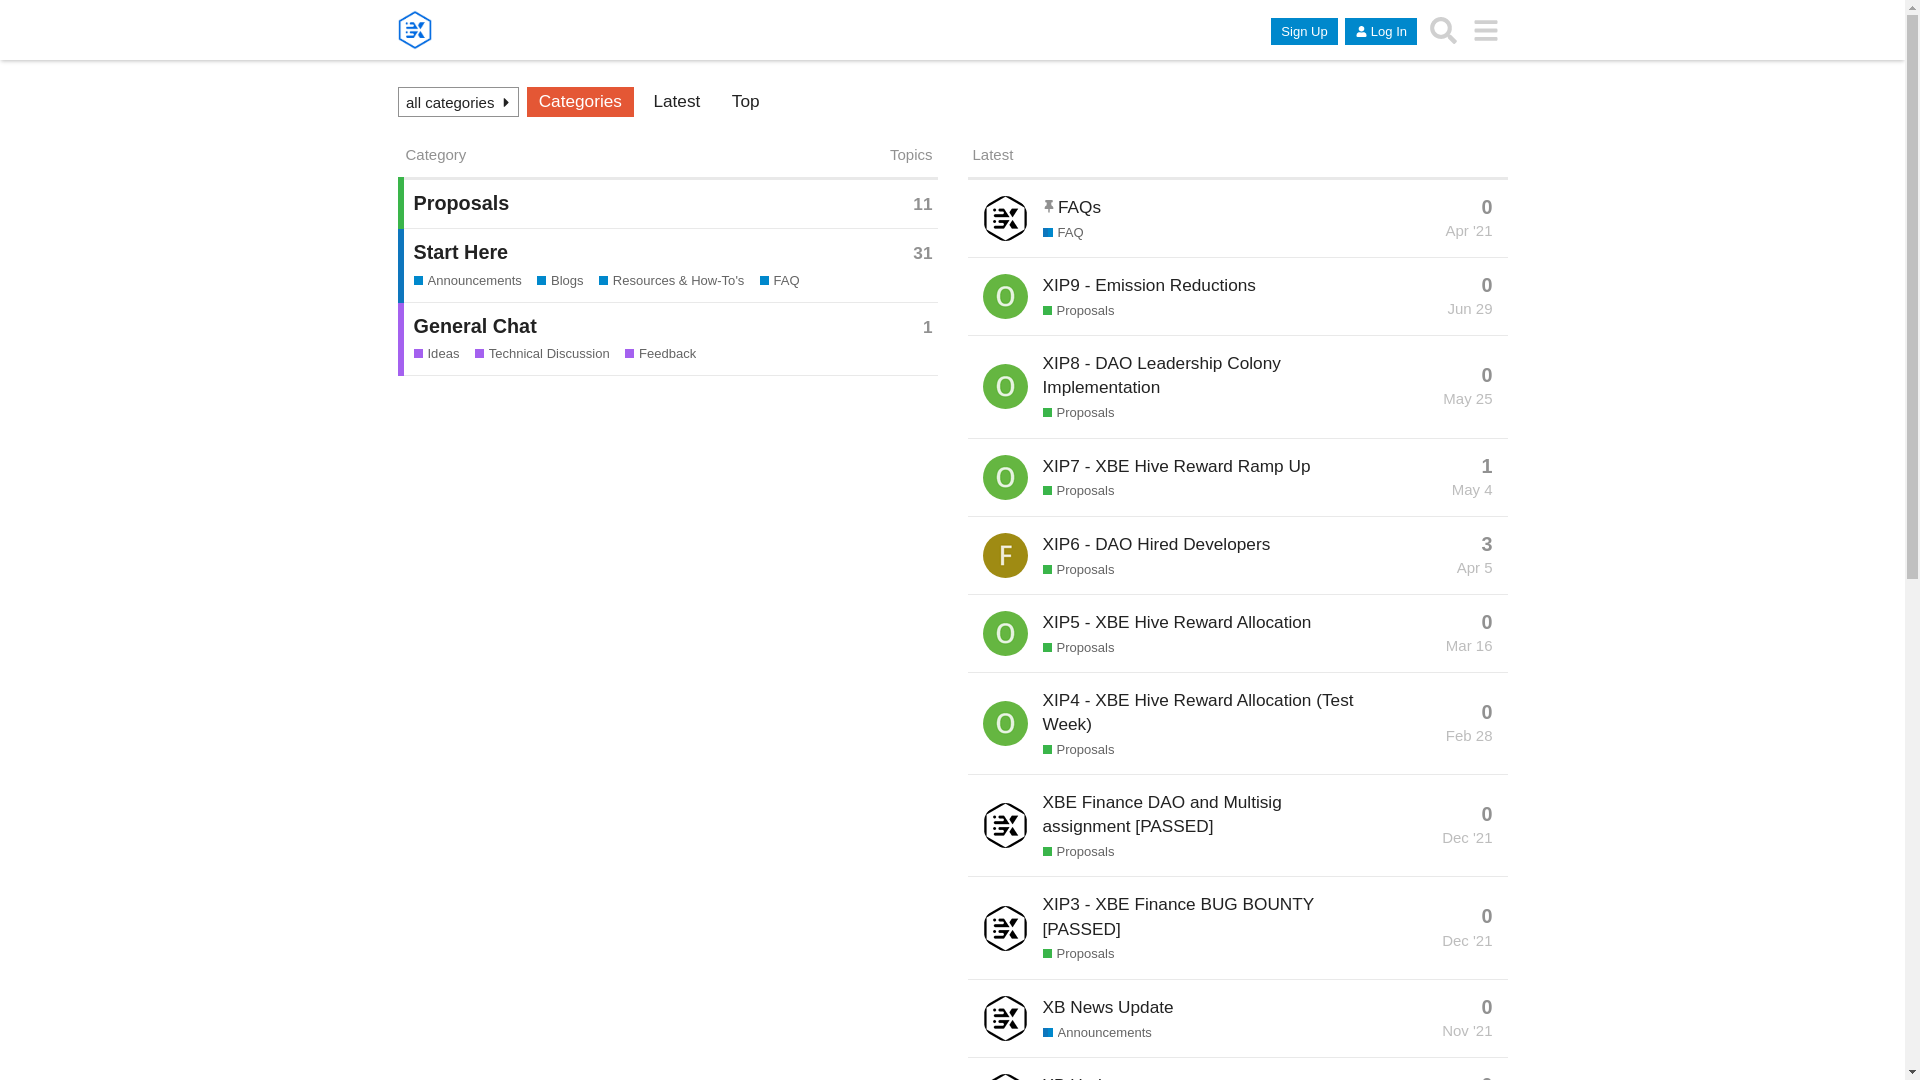 Sign Up
Log In
all categories
Categories
Latest
Top
Category Topics
Proposals 11
Start Here 31
Announcements Blogs Resources & How-To's FAQ
General Chat 1
Ideas Technical Discussion Feedback
Latest
FAQs 0
FAQ Apr '21
O XIP9 - Emission Reductions 0
Proposals Jun 29
O XIP8 - DAO Leadership Colony
Implementation 0
Proposals May 25
O XIP7 - XBE Hive Reward Ramp Up 1
Proposals May 4
F XIP6 - DAO Hired Developers 3
Proposals Apr 5
O XIP5 - XBE Hive Reward Allocation 0
Proposals Mar 16
O XIP4 - XBE Hive Reward Allocation (Test
Week) 0
Proposals Feb 28
XBE Finance DAO and Multisig
assignment [PASSED] 0
Proposals Dec '21
XIP3 - XBE Finance BUG BOUNTY
[PASSED] 0
Proposals Dec '21
XB News Update 0
Announcements Nov '21